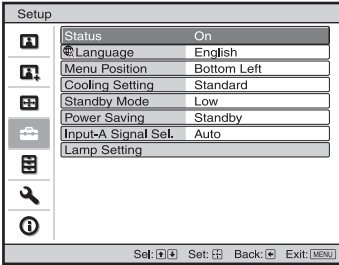 Setup
Status On
Language English
Menu Position Bottom Left
Cooling Setting Standard
Standby Mode Low
Power Saving Standby
Input-A Signal Sel. Auto
Lamp Setting
Sel: Set: Back: Exit: MENU